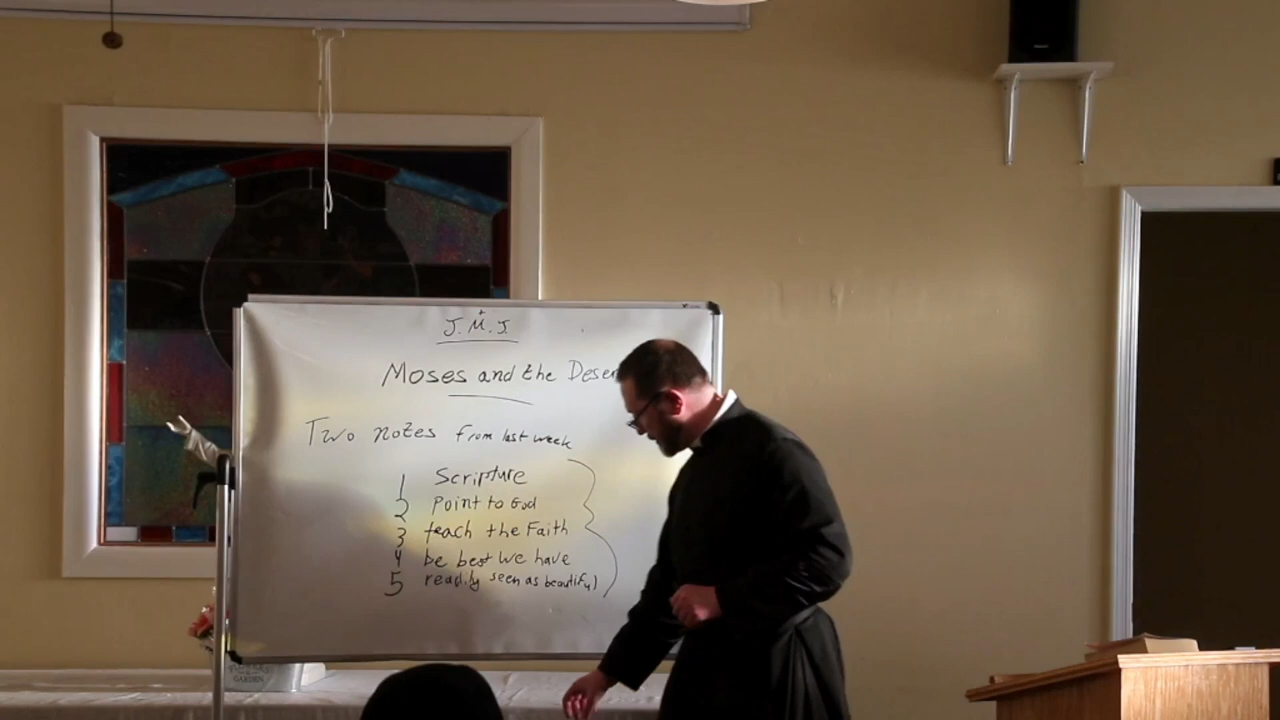 J.M.J.
Moses and the Deser
Two notes from last week
1 Scripture
2 point to God
3 teach the Faith
4 be best we have
5 readily seen as beautiful
GARDEN